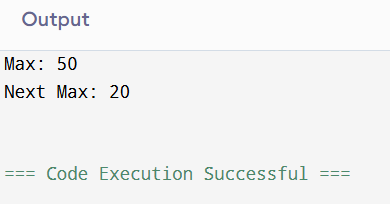 Output
Max: 50
Next Max: 20
=== Code Execution Successful ===